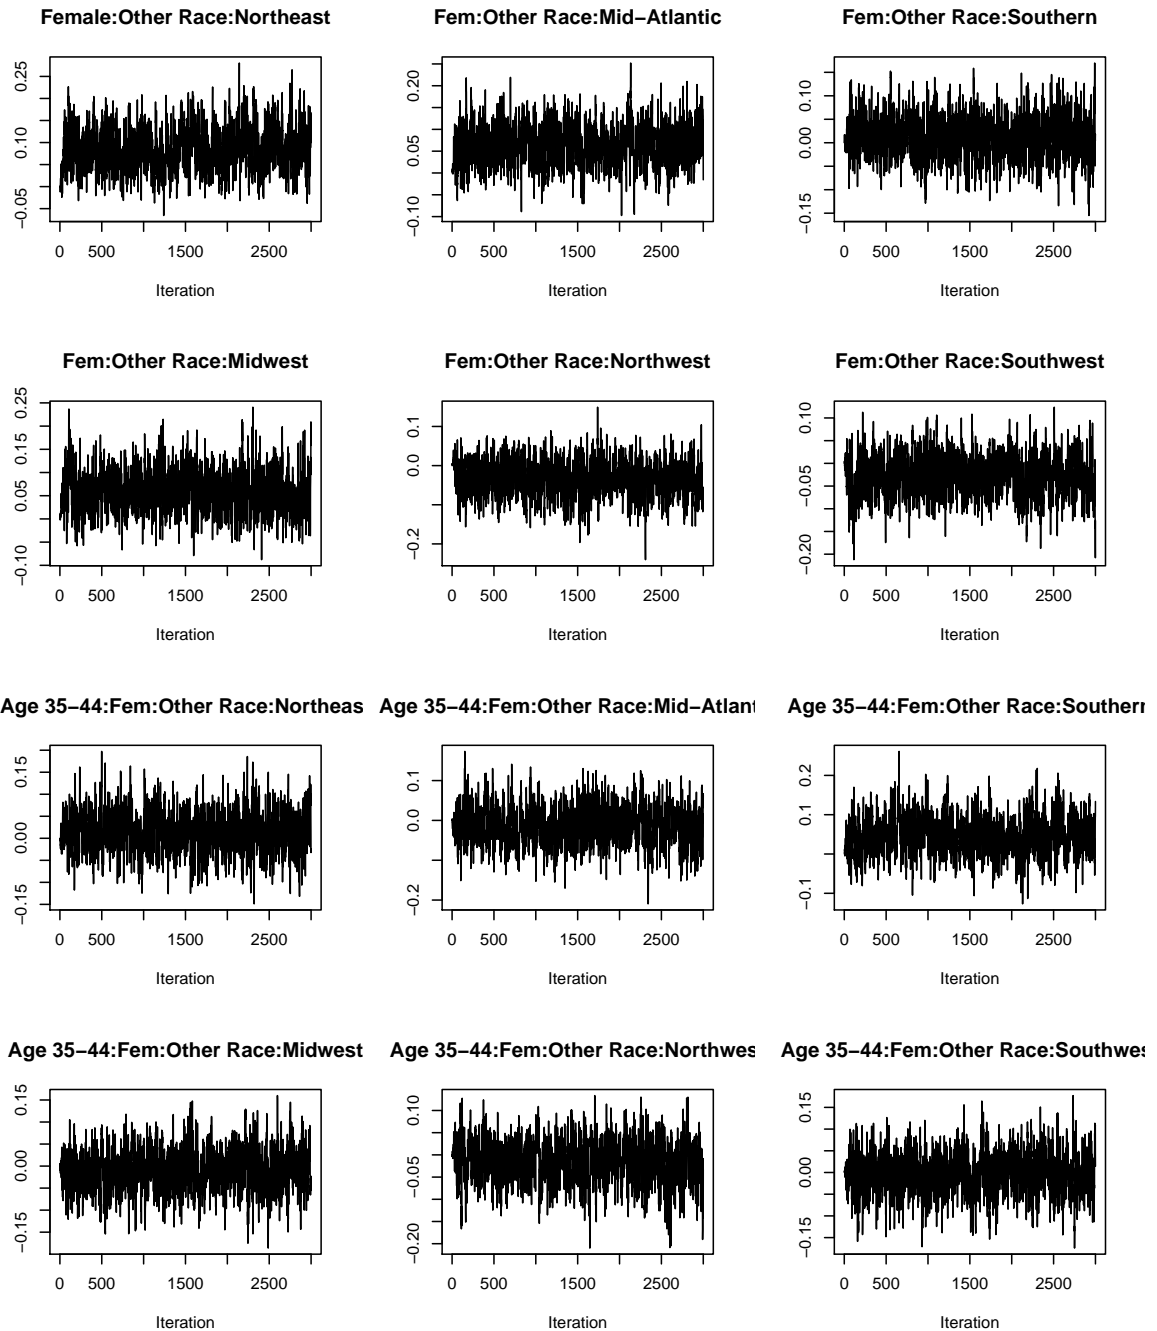 Female:Other Race:Northeast
0.25
0.10
−0.05
0 500 1500 2500
Iteration
Fem:Other Race:Mid−Atlantic
0.20
0.05
−0.10
0 500 1500 2500
Iteration
Fem:Other Race:Southern
0.10
0.00
−0.15
0 500 1500 2500
Iteration
Fem:Other Race:Midwest
0.25
0.15
0.05
−0.10
0 500 1500 2500
Iteration
Fem:Other Race:Northwest
0.1
0.0
−0.2
0 500 1500 2500
Iteration
Fem:Other Race:Southwest
0.10
−0.05
−0.20
0 500 1500 2500
Iteration
Age 35−44:Fem:Other Race:Northeas
0.15
0.00
−0.15
0 500 1500 2500
Iteration
Age 35−44:Fem:Other Race:Mid−Atlant
0.1
0.0
−0.2
0 500 1500 2500
Iteration
Age 35−44:Fem:Other Race:Southern
0.2
0.1
−0.1
0 500 1500 2500
Iteration
Age 35−44:Fem:Other Race:Midwest
0.15
0.00
−0.15
0 500 1500 2500
Iteration
Age 35−44:Fem:Other Race:Northwes
0.10
−0.05
−0.20
0 500 1500 2500
Iteration
Age 35−44:Fem:Other Race:Southwes
0.15
0.00
−0.15
0 500 1500 2500
Iteration